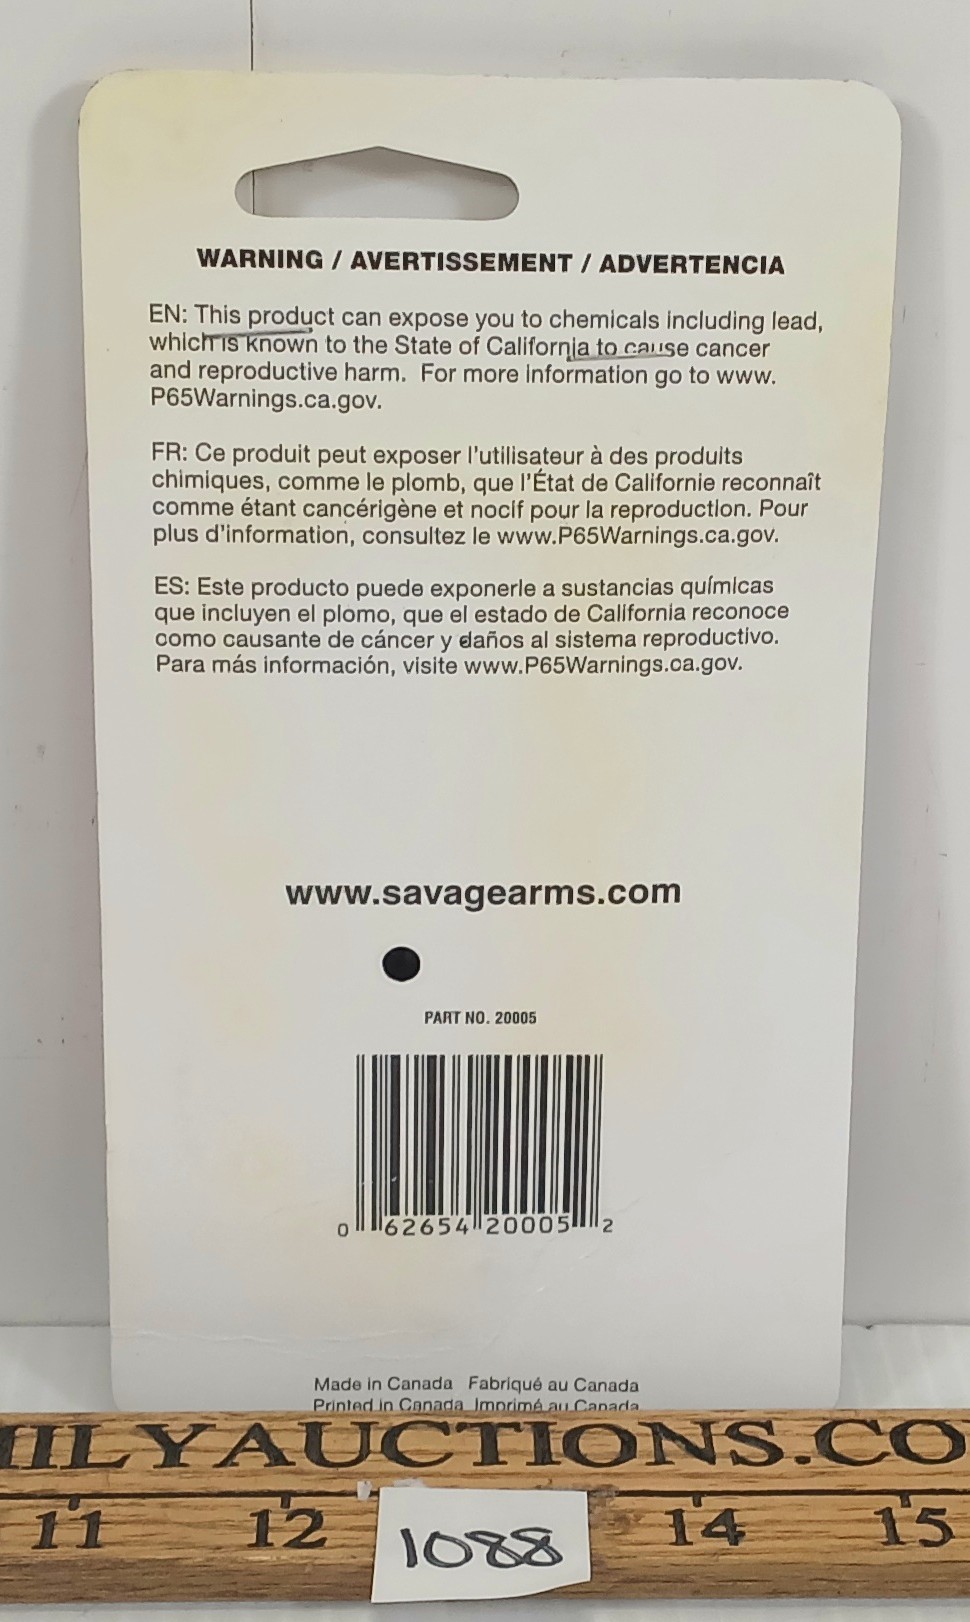 WARNING / AVERTISSEMENT / ADVERTENCIA
EN: This product can expose you to chemicals including lead,
which is known to the State of California to cause cancer
and reproductive harm. For more information go to www.
P65Warnings.ca.gov.
FR: Ce produit peut exposer l'utilisateur à des produits
chimiques, comme le plomb, que l'État de Californie reconnaît
comme étant cancérigène et nocif pour la reproduction. Pour
plus d'information, consultez le www.P65Warnings.ca.gov.
ES: Este producto puede exponerle a sustancias químicas
que incluyen el plomo, que el estado de California reconoce
como causante de cáncer y daños al sistema reproductivo.
Para más información, visite www.P65Warnings.ca.gov.
www.savagearms.com
PART NO. 20005
0 62654 20005 2
Made in Canada Fabriqué au Canada
Printed in Canada Imprimé au Canada
ILYAUCTIONS.CO
11 12 14 15
1088